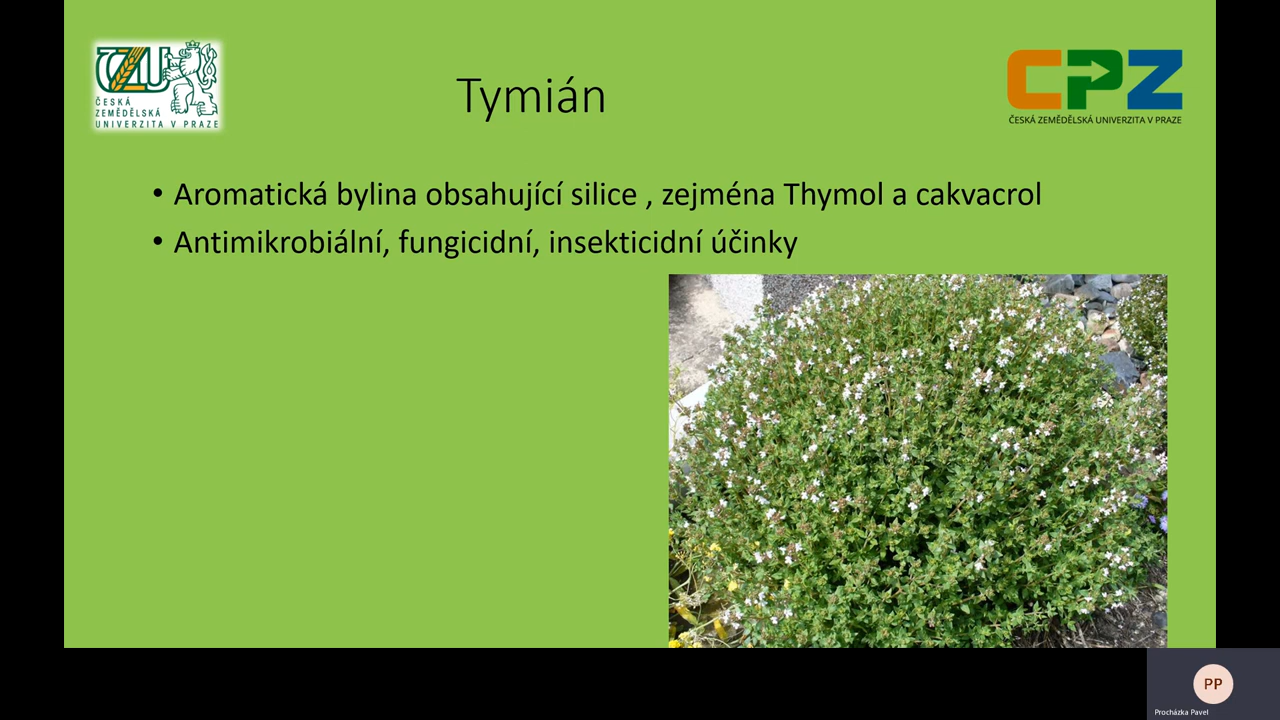 ČZU
ČESKÁ
ZEMĚDĚLSKÁ
UNIVERZITA V PRAZE
Tymián
CPZ
ČESKÁ ZEMĚDĚLSKÁ UNIVERZITA V PRAZE
• Aromatická bylina obsahující silice , zejména Thymol a cakvacrol
• Antimikrobiální, fungicidní, insekticidní účinky
PP
Procházka Pavel